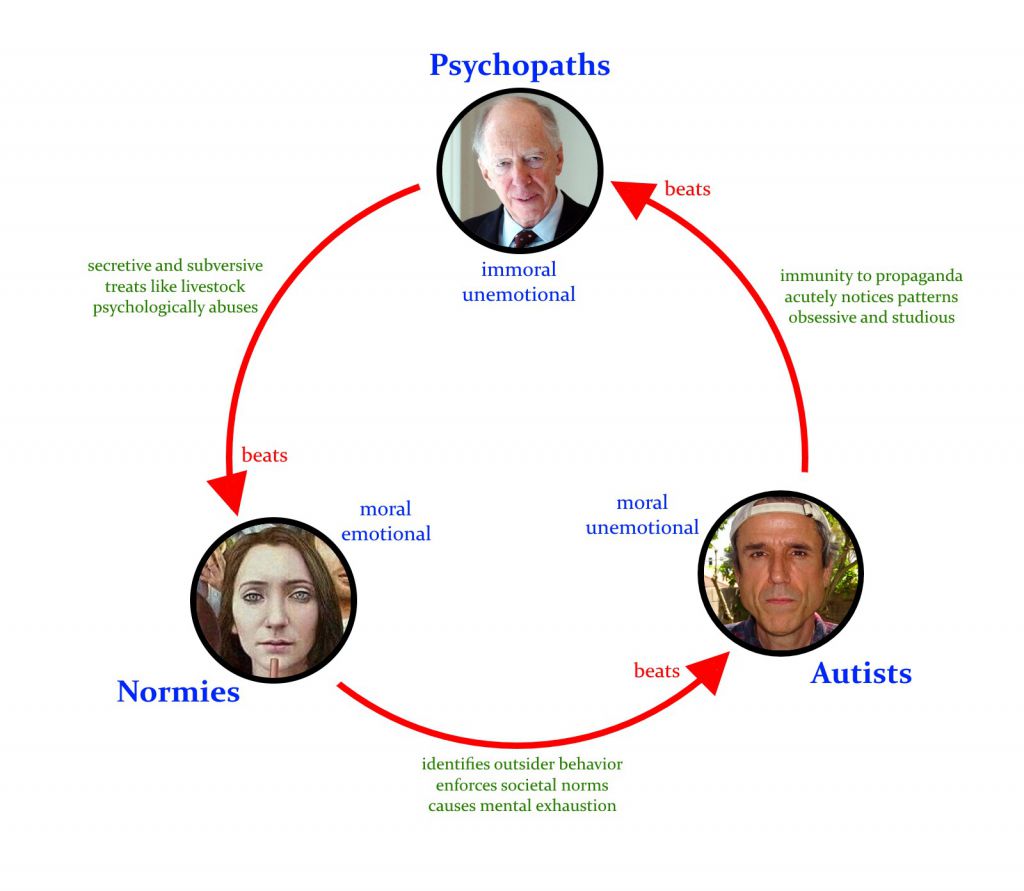 Psychopaths
immoral
unemotional
beats
secretive and subversive
treats like livestock
psychologically abuses
immunity to propaganda
acutely notices patterns
obsessive and studious
beats
moral
emotional
moral
unemotional
Normies
beats
Autists
identifies outsider behavior
enforces societal norms
causes mental exhaustion